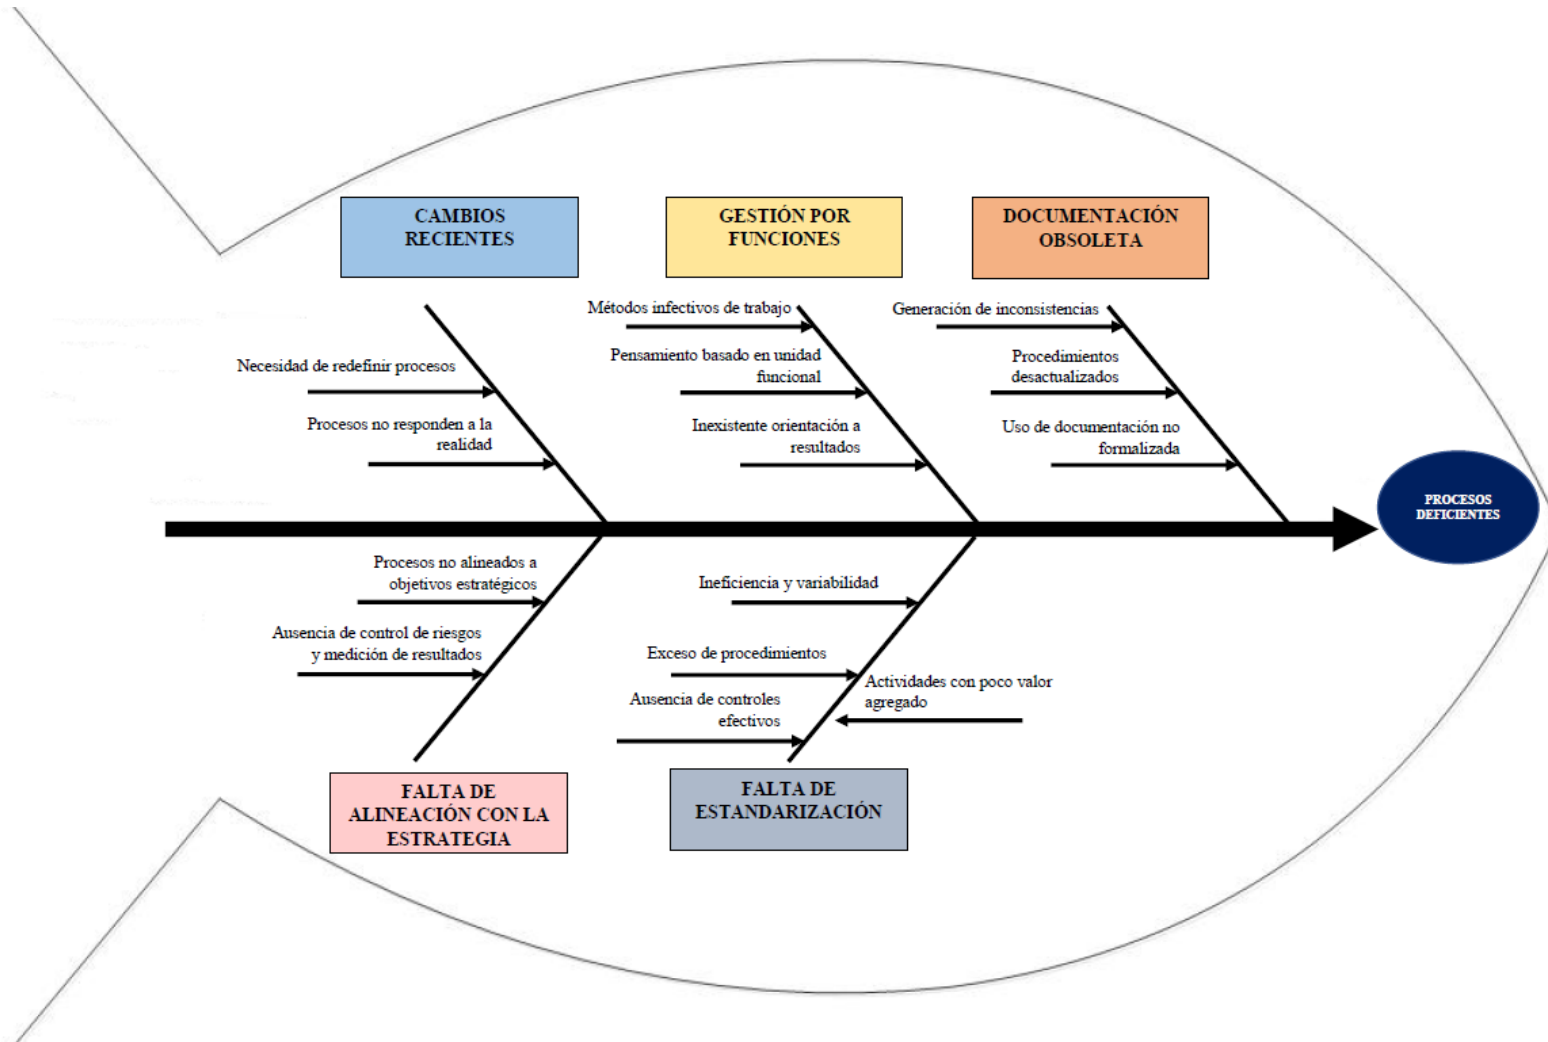 CAMBIOS
RECIENTES
GESTIÓN POR
FUNCIONES
DOCUMENTACIÓN
OBSOLETA
Necesidad de redefinir procesos
Procesos no responden a la
realidad
Métodos infectivos de trabajo
Pensamiento basado en unidad
funcional
Inexistente orientación a
resultados
Generación de inconsistencias
Procedimientos
desactualizados
Uso de documentación no
formalizada
PROCESOS
DEFICIENTES
Procesos no alineados a
objetivos estratégicos
Ausencia de control de riesgos
y medición de resultados
Ineficiencia y variabilidad
Exceso de procedimientos
Ausencia de controles
efectivos
Actividades con poco valor
agregado
FALTA DE
ALINEACIÓN CON LA
ESTRATEGIA
FALTA DE
ESTANDARIZACIÓN